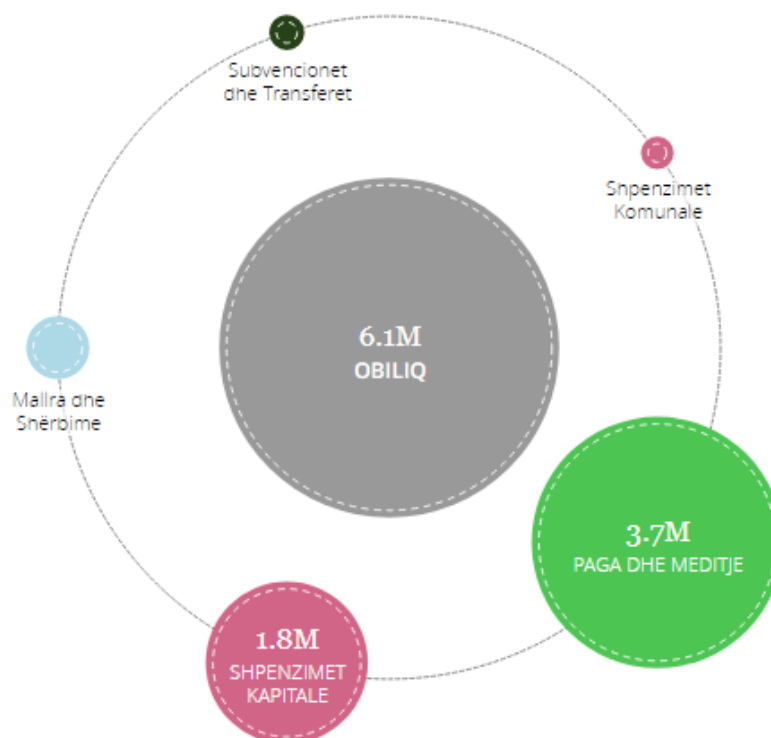 Subvencionet
dhe Transferet
Shpenzimet
Komunale
6.1M
OBILIQ
Mallra dhe
Shërbime
3.7M
PAGA DHE MEDITJE
1.8M
SHPENZIMET
KAPITALE